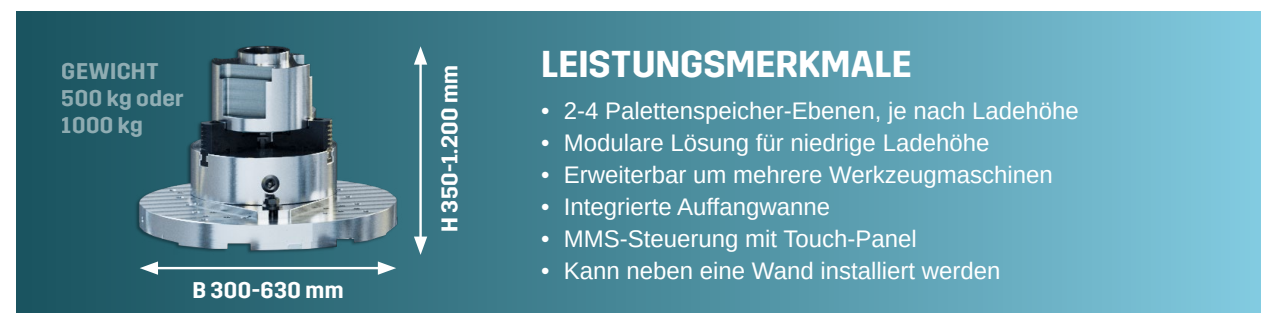 GEWICHT
500 kg oder
1000 kg
H 350-1.200 mm
B 300-630 mm
LEISTUNGSMERKMALE
• 2-4 Palettenspeicher-Ebenen, je nach Ladehöhe
• Modulare Lösung für niedrige Ladehöhe
• Erweiterbar um mehrere Werkzeugmaschinen
• Integrierte Auffangwanne
• MMS-Steuerung mit Touch-Panel
• Kann neben eine Wand installiert werden